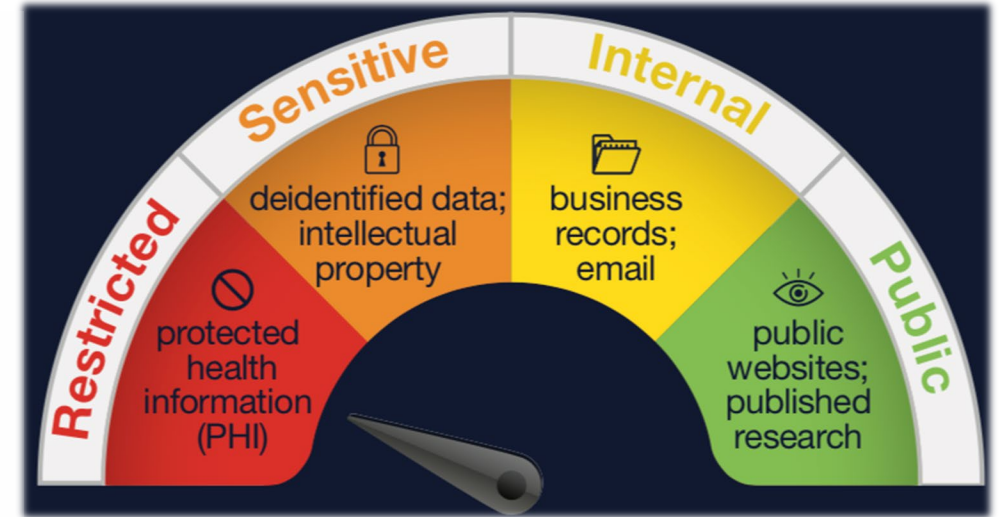 Restricted
protected
health
information
(PHI)
Sensitive
deidentified data;
intellectual
property
Internal
business
records;
email
Public
public
websites;
published
research